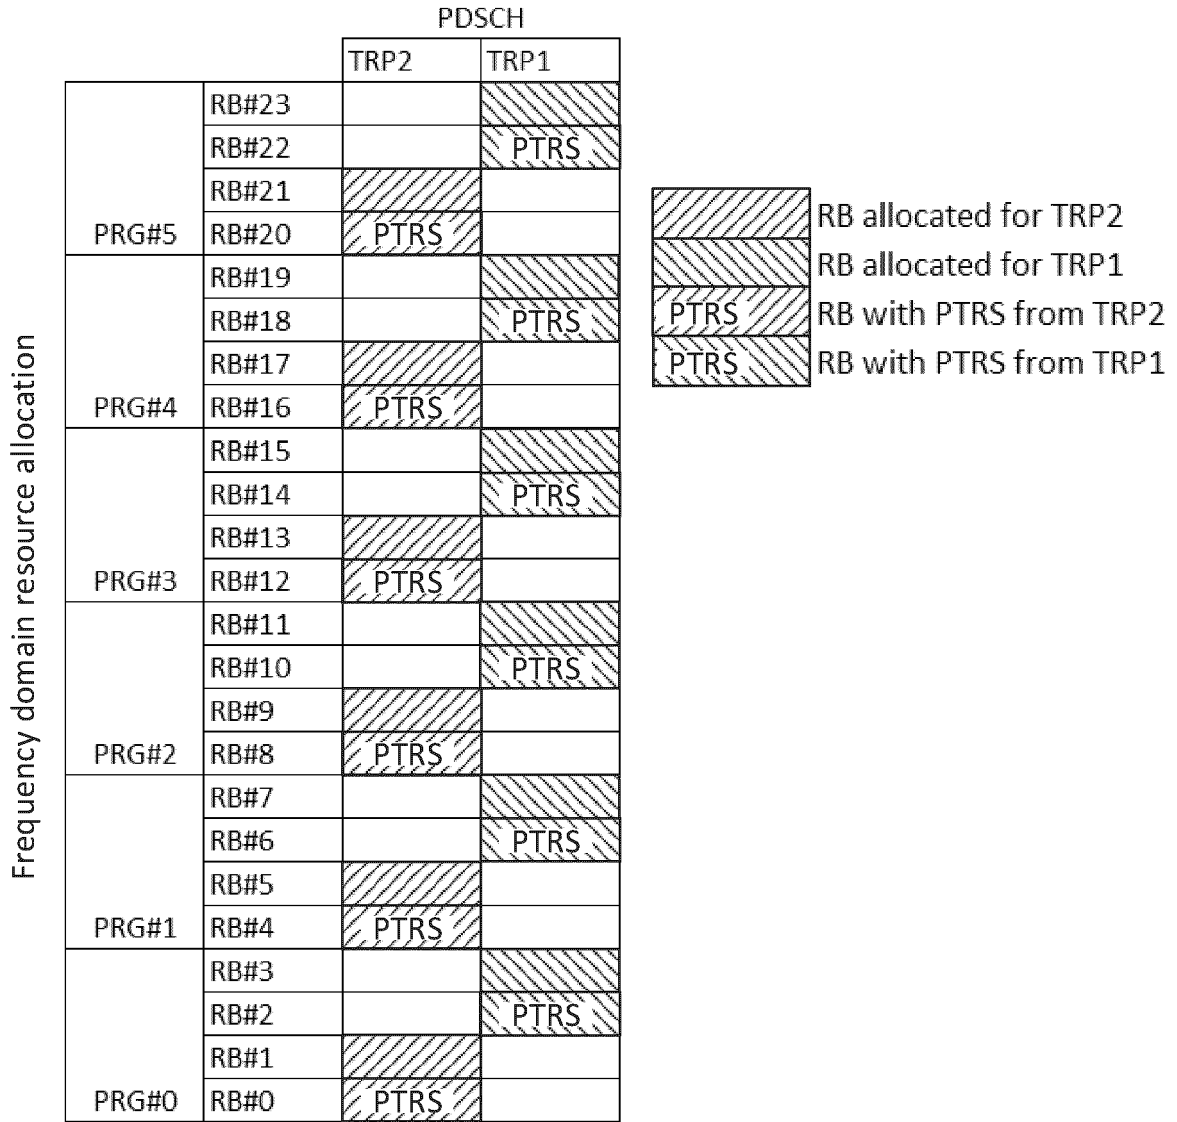 PDSCH
TRP2 TRP1
RB#23
RB#22 PTRS
RB#21
PRG#5 RB#20 PTRS
RB#19
RB#18 PTRS
RB#17
PRG#4 RB#16 PTRS
RB#15
RB#14 PTRS
RB#13
PRG#3 RB#12 PTRS
RB#11
RB#10 PTRS
RB#9
PRG#2 RB#8 PTRS
RB#7
RB#6 PTRS
RB#5
PRG#1 RB#4 PTRS
RB#3
RB#2 PTRS
RB#1
PRG#0 RB#0 PTRS
Frequency domain resource allocation
RB allocated for TRP2
RB allocated for TRP1
PTRS RB with PTRS from TRP2
PTRS RB with PTRS from TRP1